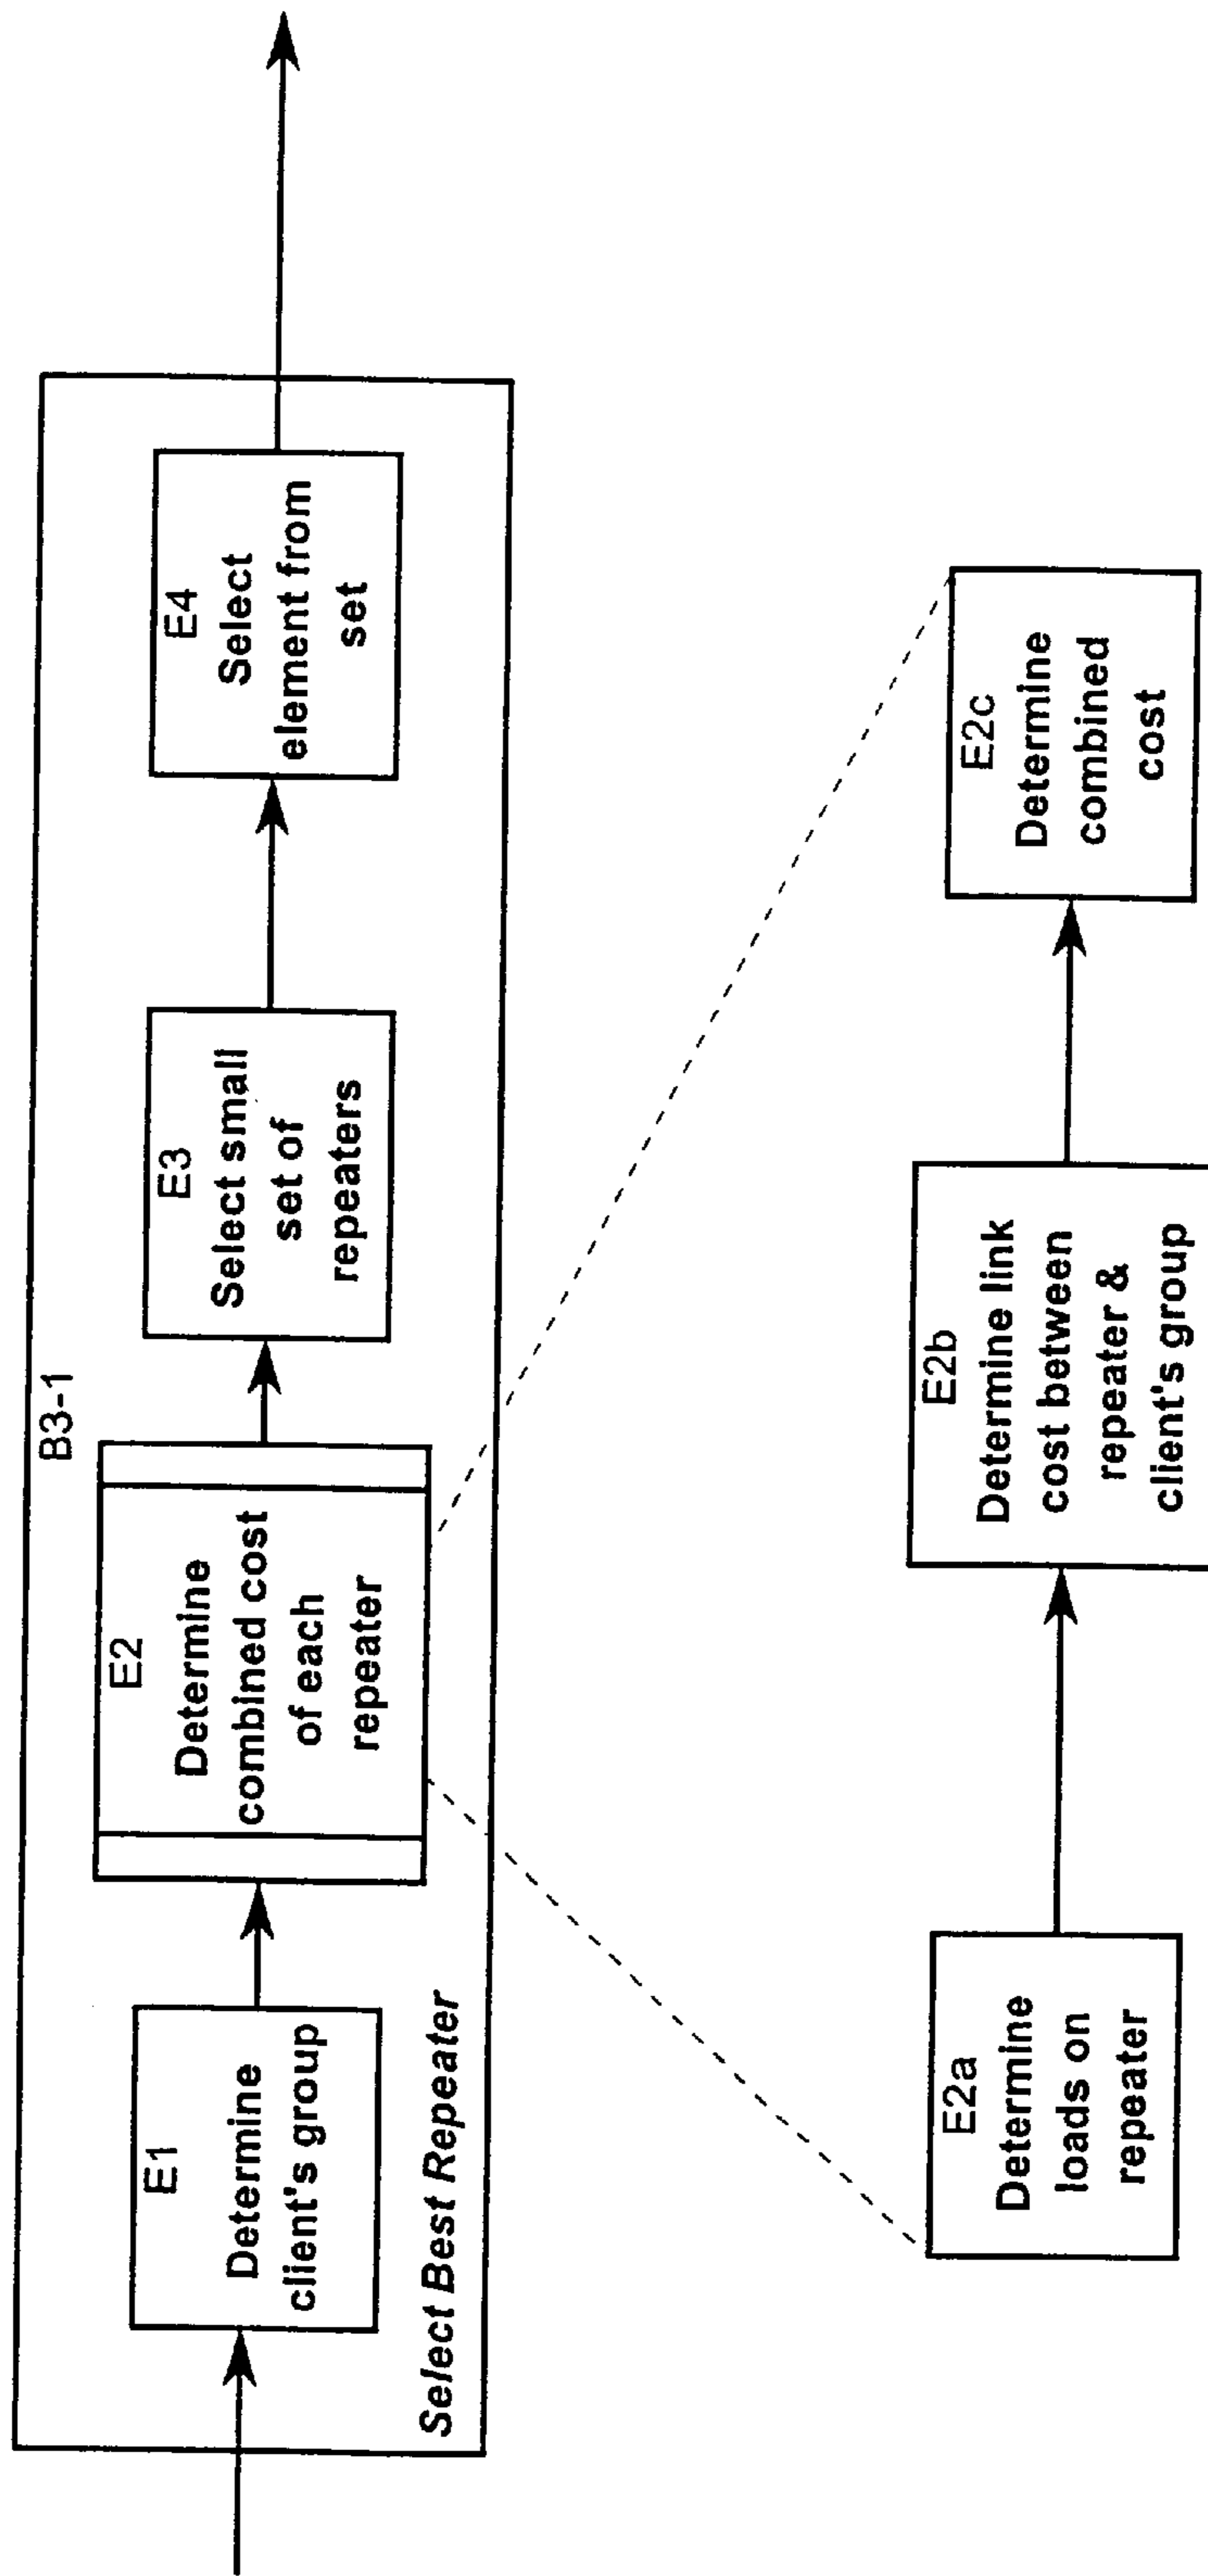 B3-1
E1
Determine
client's group
E2
Determine
combined cost
of each
repeater
E3
Select small
set of
repeaters
E4
Select
element from
set
Select Best Repeater
E2a
Determine
loads on
repeater
E2b
Determine link
cost between
repeater &
client's group
E2c
Determine
combined
cost